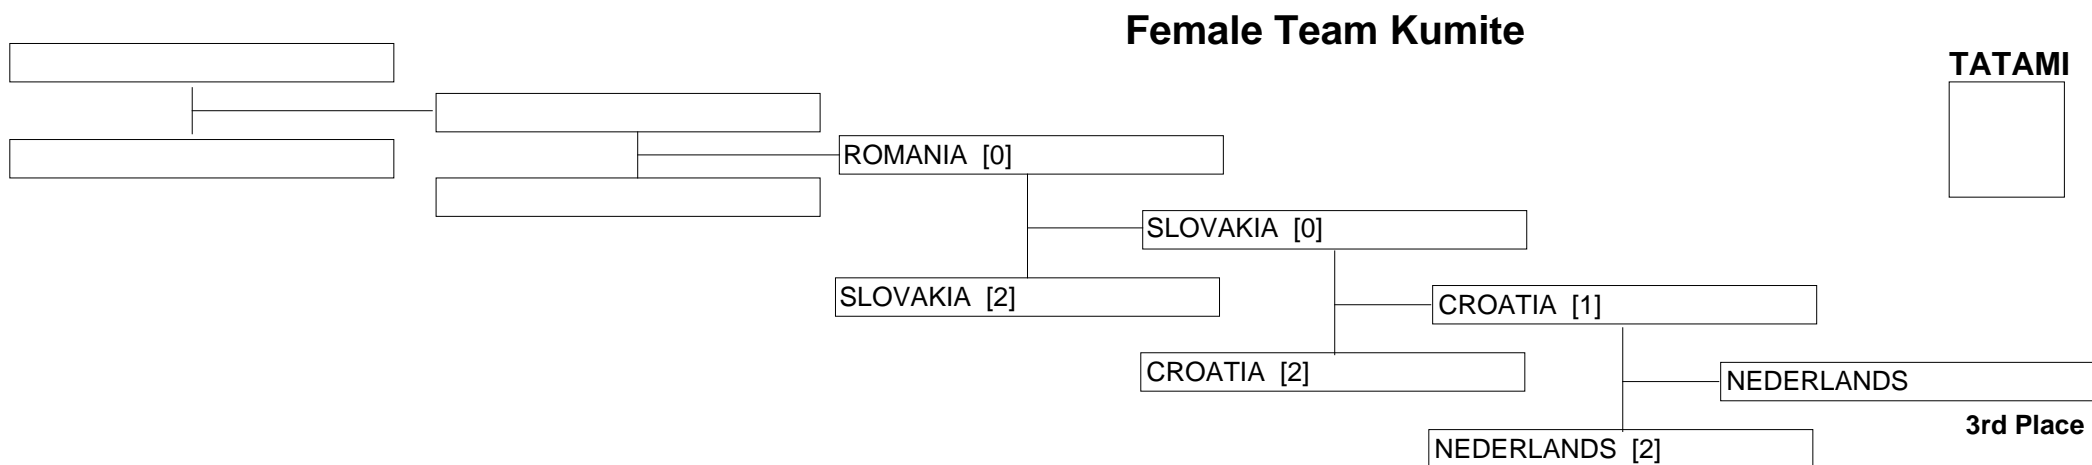 Female Team Kumite
TATAMI
ROMANIA [0]
SLOVAKIA [0]
SLOVAKIA [2]
CROATIA [1]
CROATIA [2]
NEDERLANDS
3rd Place
NEDERLANDS [2]